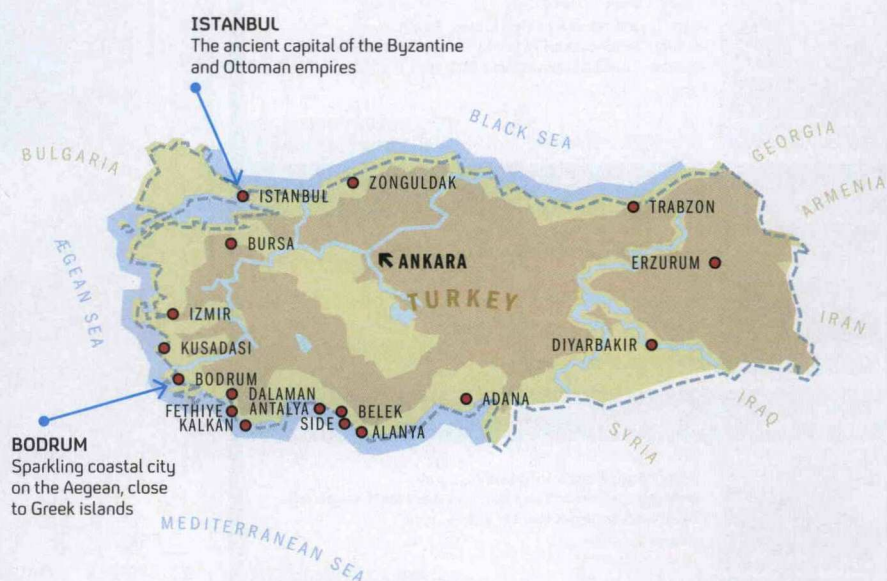 ISTANBUL
The ancient capital of the Byzantine
and Ottoman empires
BLACK SEA
BULGARIA
GEORGIA
ARMENIA
ISTANBUL
ZONGULDAK
TRABZON
BURSA
ANKARA
ERZURUM
TURKEY
ÆGEAN SEA
IZMIR
IRAN
KUSADASI
DIYARBAKIR
BODRUM
DALAMAN
ADANA
IRAQ
FETHIYE
ANTALYA
BELEK
KALKAN
SIDE
ALANYA
SYRIA
BODRUM
Sparkling coastal city
on the Aegean, close
to Greek islands
MEDITERRANEAN SEA